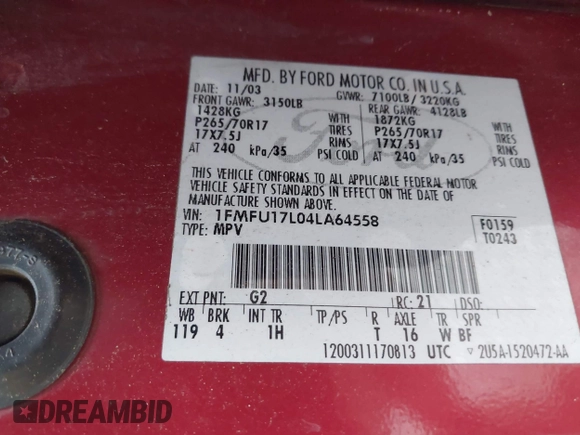 MFD. BY FORD MOTOR CO. IN U.S.A.
DATE: 11/03 GVWR: 7100LB/ 3220KG
FRONT GAWR: 3150LB REAR GAWR: 4128LB
1428KG WITH 1872KG WITH
P265/70R17 TIRES P265/70R17 TIRES
17X7.5J RIMS 17X7.5J RIMS
AT 240 kPa/35 PSI COLD AT 240 kPa/35 PSI COLD
THIS VEHICLE CONFORMS TO ALL APPLICABLE FEDERAL MOTOR
VEHICLE SAFETY STANDARDS IN EFFECT ON THE DATE OF
MANUFACTURE SHOWN ABOVE.
VIN: 1FMFU17L04LA64558 F0159
TYPE: MPV T0243
EXT PNT: G2 RC: 21 DSO:
WB BRK INT TR TP/PS R AXLE TR SPR
119 4 1H T 16 W BF
1200311170813 UTC ▽ 2U5A-1520472-AA
Ford
DREAMBID